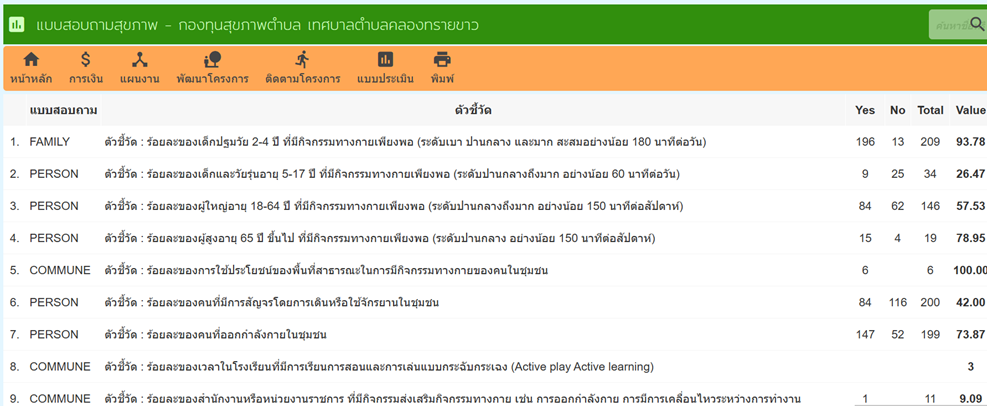 แบบสอบถามสุขภาพ - กองทุนสุขภาพตำบล เทศบาลตำบลคลองทรายขาว
หน้าหลัก การเงิน แผนงาน พัฒนาโครงการ ติดตามโครงการ แบบประเมิน พิมพ์
แบบสอบถาม ตัวชี้วัด Yes No Total Value
1. FAMILY ตัวชี้วัด : ร้อยละของเด็กปฐมวัย 2-4 ปี ที่มีกิจกรรมทางกายเพียงพอ (ระดับเบา ปานกลาง และมาก สะสมอย่างน้อย 180 นาทีต่อวัน) 196 13 209 93.78
2. PERSON ตัวชี้วัด : ร้อยละของเด็กและวัยรุ่นอายุ 5-17 ปี ที่มีกิจกรรมทางกายเพียงพอ (ระดับปานกลางถึงมาก อย่างน้อย 60 นาทีต่อวัน) 9 25 34 26.47
3. PERSON ตัวชี้วัด : ร้อยละของผู้ใหญ่อายุ 18-64 ปี ที่มีกิจกรรมทางกายเพียงพอ (ระดับปานกลางถึงมาก อย่างน้อย 150 นาทีต่อสัปดาห์) 84 62 146 57.53
4. PERSON ตัวชี้วัด : ร้อยละของผู้สูงอายุ 65 ปี ขึ้นไป ที่มีกิจกรรมทางกายเพียงพอ (ระดับปานกลาง อย่างน้อย 150 นาทีต่อสัปดาห์) 15 4 19 78.95
5. COMMUNE ตัวชี้วัด : ร้อยละของการใช้ประโยชน์ของพื้นที่สาธารณะในการมีกิจกรรมทางกายของคนในชุมชน 6 6 100.00
6. PERSON ตัวชี้วัด : ร้อยละของคนที่มีการสัญจรโดยการเดินหรือใช้จักรยานในชุมชน 84 116 200 42.00
7. PERSON ตัวชี้วัด : ร้อยละของคนที่ออกกำลังกายในชุมชน 147 52 199 73.87
8. COMMUNE ตัวชี้วัด : ร้อยละของเวลาในโรงเรียนที่มีการเรียนการสอนและการเล่นแบบกระฉับกระเฉง (Active play Active learning) 3
9. COMMUNE ตัวชี้วัด : ร้อยละของสำนักงานหรือหน่วยงานราชการ ที่มีกิจกรรมส่งเสริมกิจกรรมทางกาย เช่น การออกกำลังกาย การมีการเคลื่อนไหวระหว่างการทำงาน 1 11 9.09